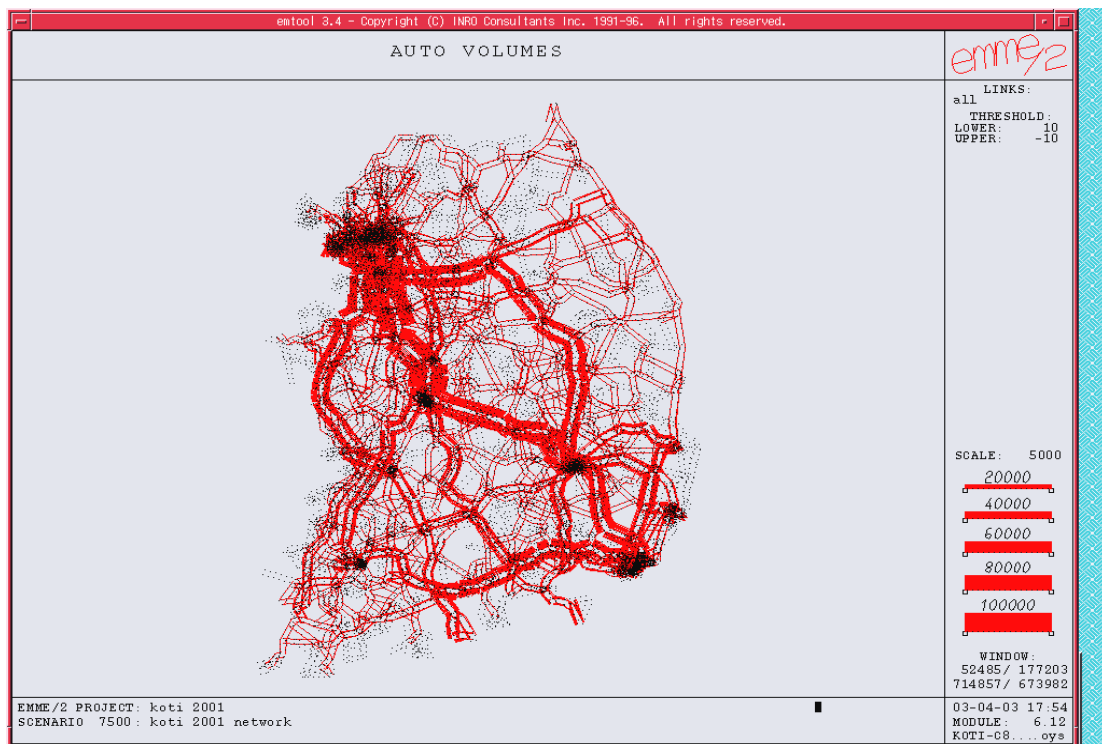 emtool 3.4 - Copyright (C) INRO Consultants Inc. 1991-96. All rights reserved.
AUTO VOLUMES
emme/2
LINKS:
all
THRESHOLD:
LOWER: 10
UPPER: -10
SCALE: 5000
20000
40000
60000
80000
100000
WINDOW:
52485/ 177203
714857/ 673982
EMME/2 PROJECT: koti 2001
SCENARIO 7500: koti 2001 network
03-04-03 17:54
MODULE: 6.12
KOTI-C8....oys